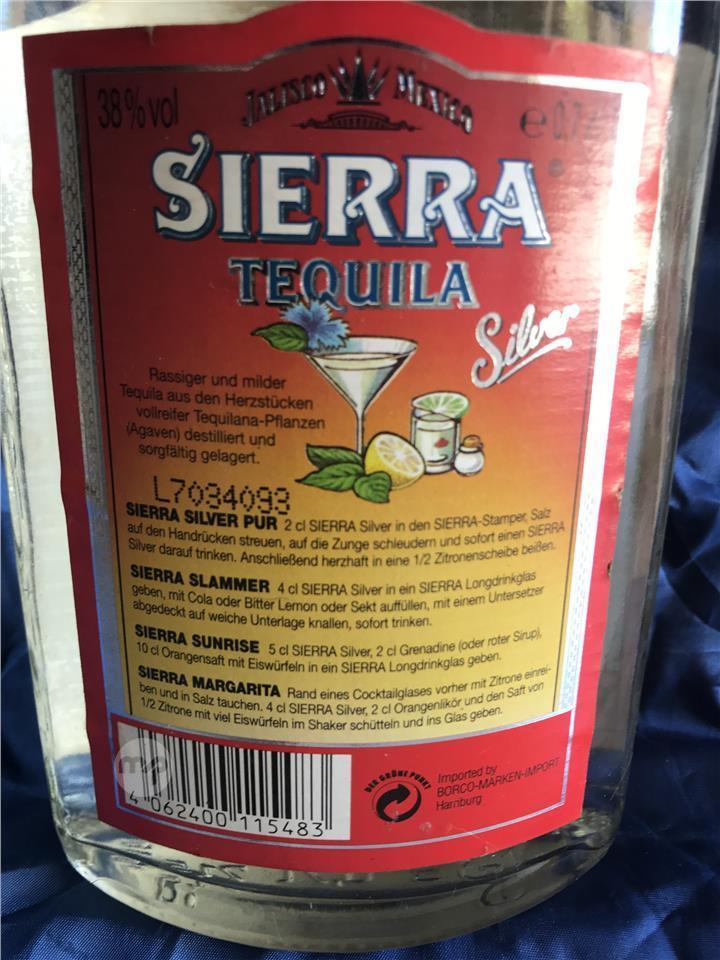 38 % vol
JALISCO MEXICO
e 0,7 l
SIERRA
TEQUILA
Silver
Rassiger und milder
Tequila aus den Herzstücken
vollreifer Tequilana-Pflanzen
(Agaven) destilliert und
sorgfältig gelagert.
L7034093
SIERRA SILVER PUR 2 cl SIERRA Silver in den SIERRA-Stamper, Salz
auf den Handrücken streuen, auf die Zunge schleudern und sofort einen SIERRA
Silver darauf trinken. Anschließend herzhaft in eine 1/2 Zitronenscheibe beißen.
SIERRA SLAMMER 4 cl SIERRA Silver in ein SIERRA Longdrinkglas
geben, mit Cola oder Bitter Lemon oder Sekt auffüllen, mit einem Untersetzer
abgedeckt auf weiche Unterlage knallen, sofort trinken.
SIERRA SUNRISE 5 cl SIERRA Silver, 2 cl Grenadine (oder roter Sirup),
10 cl Orangensaft mit Eiswürfeln in ein SIERRA Longdrinkglas geben.
SIERRA MARGARITA Rand eines Cocktailglases vorher mit Zitrone einrei-
ben und in Salz tauchen. 4 cl SIERRA Silver, 2 cl Orangenlikör und den Saft von
1/2 Zitrone mit viel Eiswürfeln im Shaker schütteln und ins Glas geben.
4 062400 115483
DER GRÜNE PUNKT
Imported by
BORCO-MARKEN-IMPORT
Hamburg